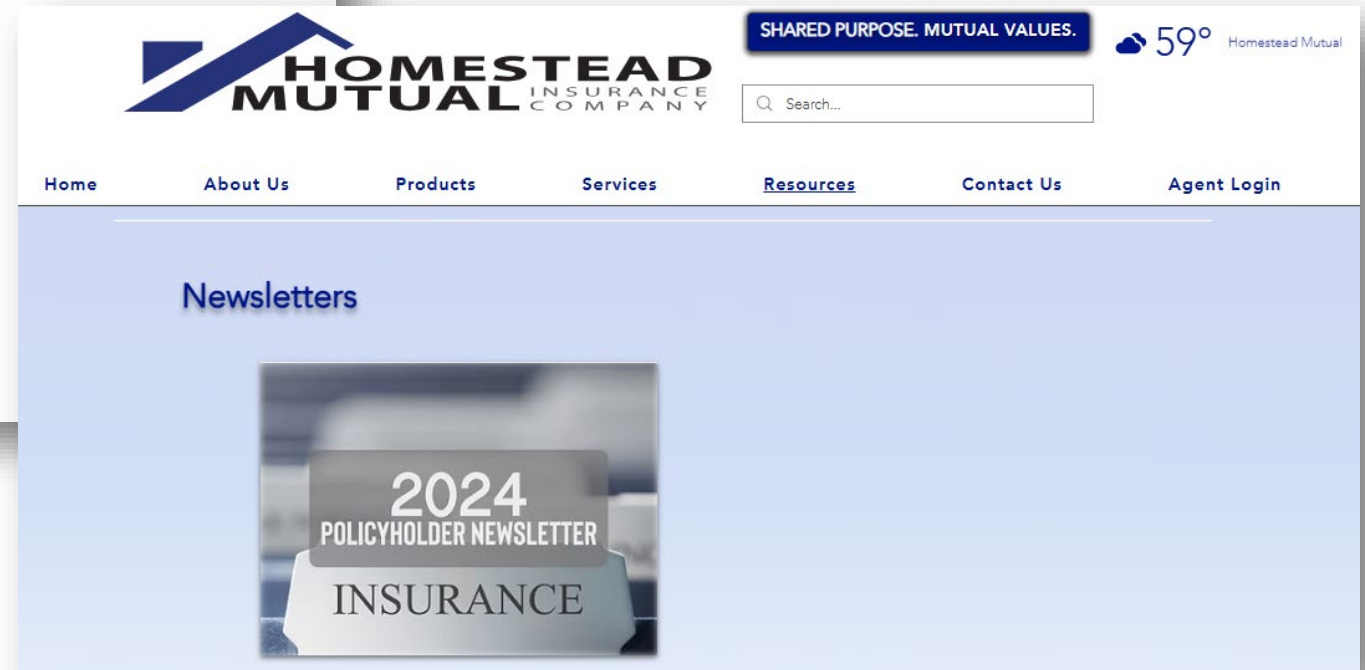 HOMESTEAD
MUTUAL INSURANCE COMPANY
SHARED PURPOSE. MUTUAL VALUES.
59° Homestead Mutual
Search...
Home About Us Products Services Resources Contact Us Agent Login
Newsletters
2024
POLICYHOLDER NEWSLETTER
INSURANCE